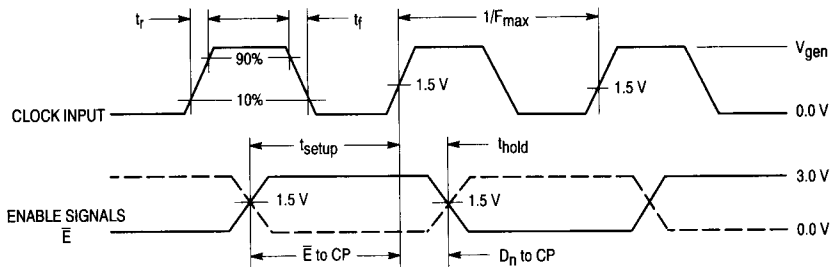 tr
tf
1/Fmax
Vgen
90%
1.5 V
1.5 V
10%
CLOCK INPUT
0.0 V
tsetup
thold
3.0 V
1.5 V
1.5 V
ENABLE SIGNALS
E̅
0.0 V
E̅ to CP
Dn to CP